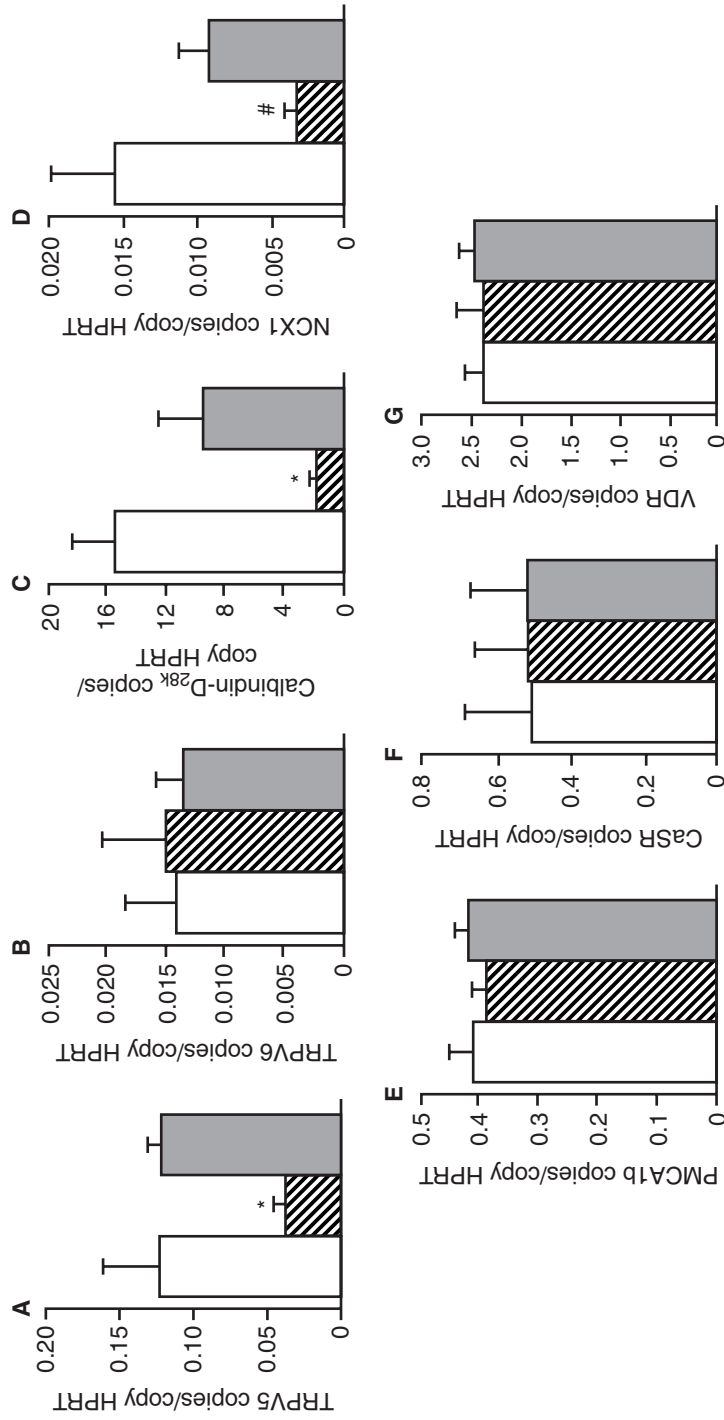 A
TRPV5 copies/copy HPRT
0.20
0.15
0.10
0.05
0
*
B
TRPV6 copies/copy HPRT
0.025
0.020
0.015
0.010
0.005
0
C
Calbindin-D28k copies/
copy HPRT
20
16
12
8
4
0
*
D
NCX1 copies/copy HPRT
0.020
0.015
0.010
0.005
0
#
E
PMCA1b copies/copy HPRT
0.5
0.4
0.3
0.2
0.1
0
F
CaSR copies/copy HPRT
0.8
0.6
0.4
0.2
0
G
VDR copies/copy HPRT
3.0
2.5
2.0
1.5
1.0
0.5
0